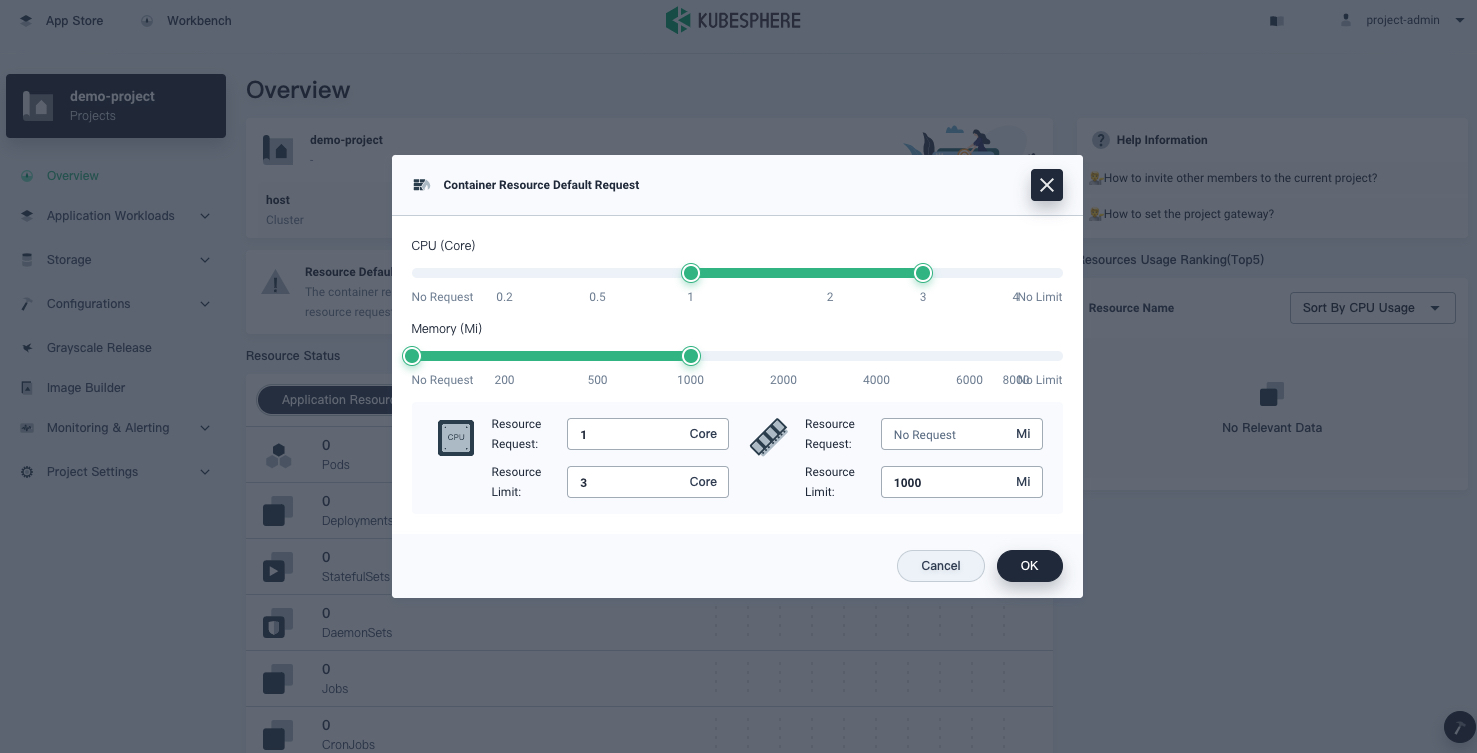 App Store
Workbench
KUBESPHERE
project-admin
demo-project
Projects
Overview
Application Workloads
Storage
Configurations
Grayscale Release
Image Builder
Monitoring & Alerting
Project Settings
Overview
demo-project
-
host
Cluster
Resource Defau
The container re
resource reques
Resource Status
Application Resour
0
Pods
0
Deployments
0
StatefulSets
0
DaemonSets
0
Jobs
0
CronJobs
Container Resource Default Request
CPU (Core)
No Request 0.2 0.5 1 2 3 4 No Limit
Memory (Mi)
No Request 200 500 1000 2000 4000 6000 8000 No Limit
CPU
Resource
Request:
1 Core
Resource
Limit:
3 Core
Resource
Request:
No Request Mi
Resource
Limit:
1000 Mi
Cancel
OK
? Help Information
How to invite other members to the current project?
How to set the project gateway?
esources Usage Ranking(Top5)
Resource Name
Sort By CPU Usage
No Relevant Data